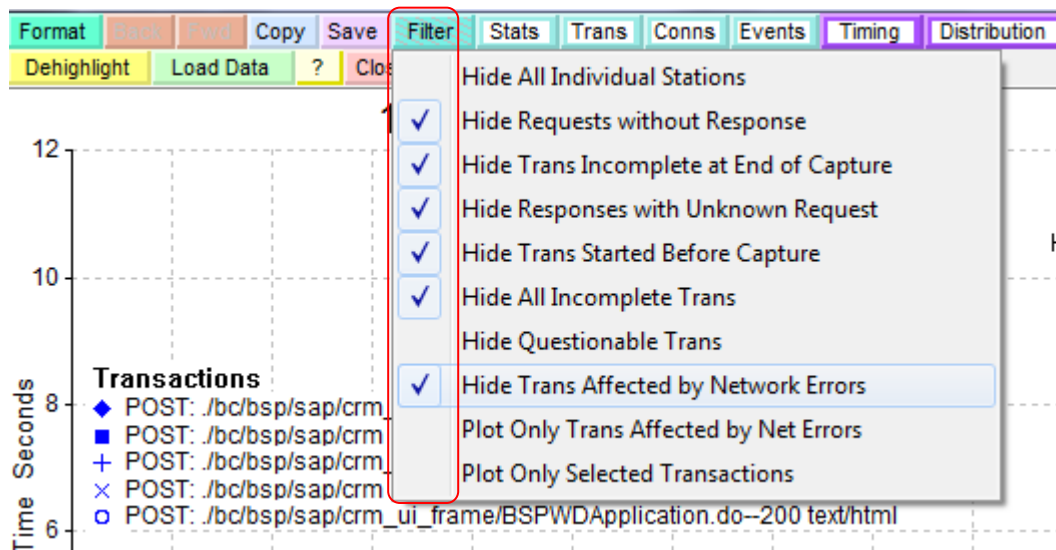 Format Back Fwd Copy Save Filter Stats Trans Conns Events Timing Distribution
Dehighlight Load Data ? Clos
Hide All Individual Stations
Hide Requests without Response
Hide Trans Incomplete at End of Capture
Hide Responses with Unknown Request
Hide Trans Started Before Capture
Hide All Incomplete Trans
Hide Questionable Trans
Hide Trans Affected by Network Errors
Plot Only Trans Affected by Net Errors
Plot Only Selected Transactions
12
10
8
6
Time Seconds
Transactions
POST: ./bc/bsp/sap/crm_
POST: ./bc/bsp/sap/crm
POST: ./bc/bsp/sap/crm_
POST: ./bc/bsp/sap/crm
POST: ./bc/bsp/sap/crm_ui_frame/BSPWDApplication.do--200 text/html